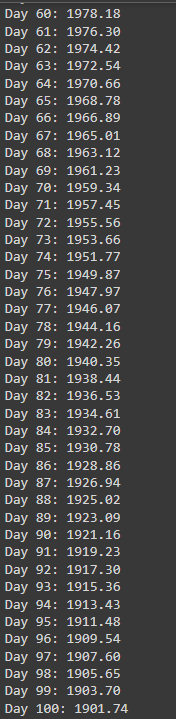 Day 60: 1978.18
Day 61: 1976.30
Day 62: 1974.42
Day 63: 1972.54
Day 64: 1970.66
Day 65: 1968.78
Day 66: 1966.89
Day 67: 1965.01
Day 68: 1963.12
Day 69: 1961.23
Day 70: 1959.34
Day 71: 1957.45
Day 72: 1955.56
Day 73: 1953.66
Day 74: 1951.77
Day 75: 1949.87
Day 76: 1947.97
Day 77: 1946.07
Day 78: 1944.16
Day 79: 1942.26
Day 80: 1940.35
Day 81: 1938.44
Day 82: 1936.53
Day 83: 1934.61
Day 84: 1932.70
Day 85: 1930.78
Day 86: 1928.86
Day 87: 1926.94
Day 88: 1925.02
Day 89: 1923.09
Day 90: 1921.16
Day 91: 1919.23
Day 92: 1917.30
Day 93: 1915.36
Day 94: 1913.43
Day 95: 1911.48
Day 96: 1909.54
Day 97: 1907.60
Day 98: 1905.65
Day 99: 1903.70
Day 100: 1901.74